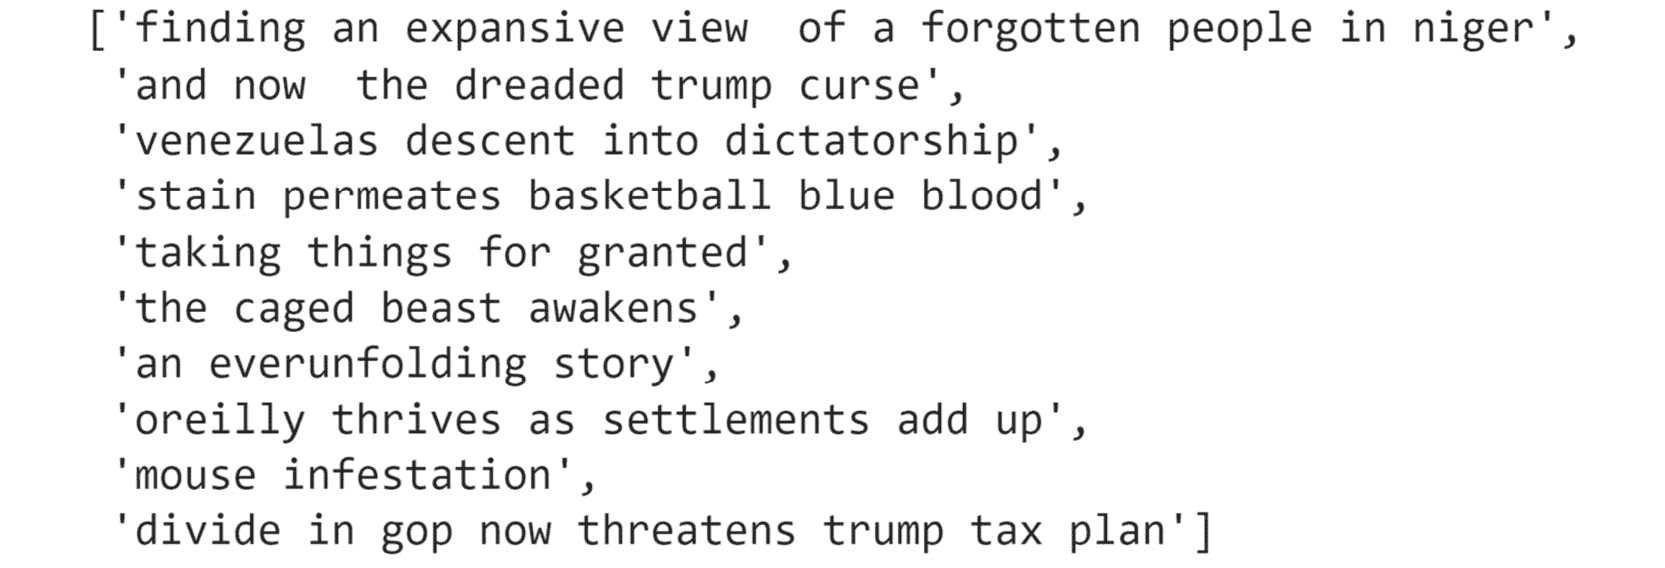 ['finding an expansive view  of a forgotten people in niger',
 'and now  the dreaded trump curse',
 'venezuelas descent into dictatorship',
 'stain permeates basketball blue blood',
 'taking things for granted',
 'the caged beast awakens',
 'an everunfolding story',
 'oreilly thrives as settlements add up',
 'mouse infestation',
 'divide in gop now threatens trump tax plan']